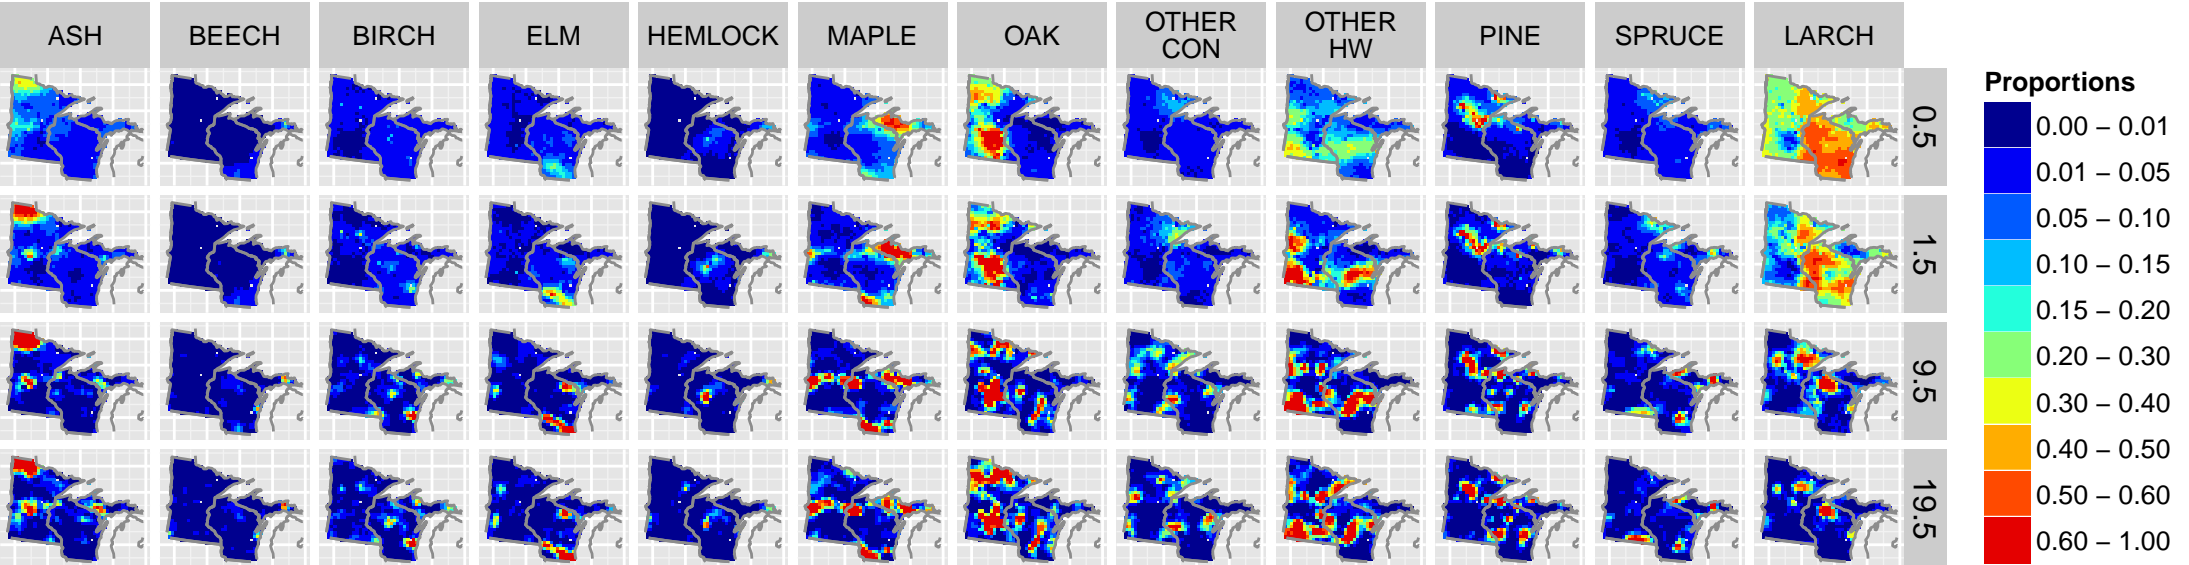 ASH
BEECH
BIRCH
ELM
HEMLOCK
MAPLE
OAK
OTHER
CON
OTHER
HW
PINE
SPRUCE
LARCH
0.5
1.5
9.5
19.5
Proportions
0.00 − 0.01
0.01 − 0.05
0.05 − 0.10
0.10 − 0.15
0.15 − 0.20
0.20 − 0.30
0.30 − 0.40
0.40 − 0.50
0.50 − 0.60
0.60 − 1.00